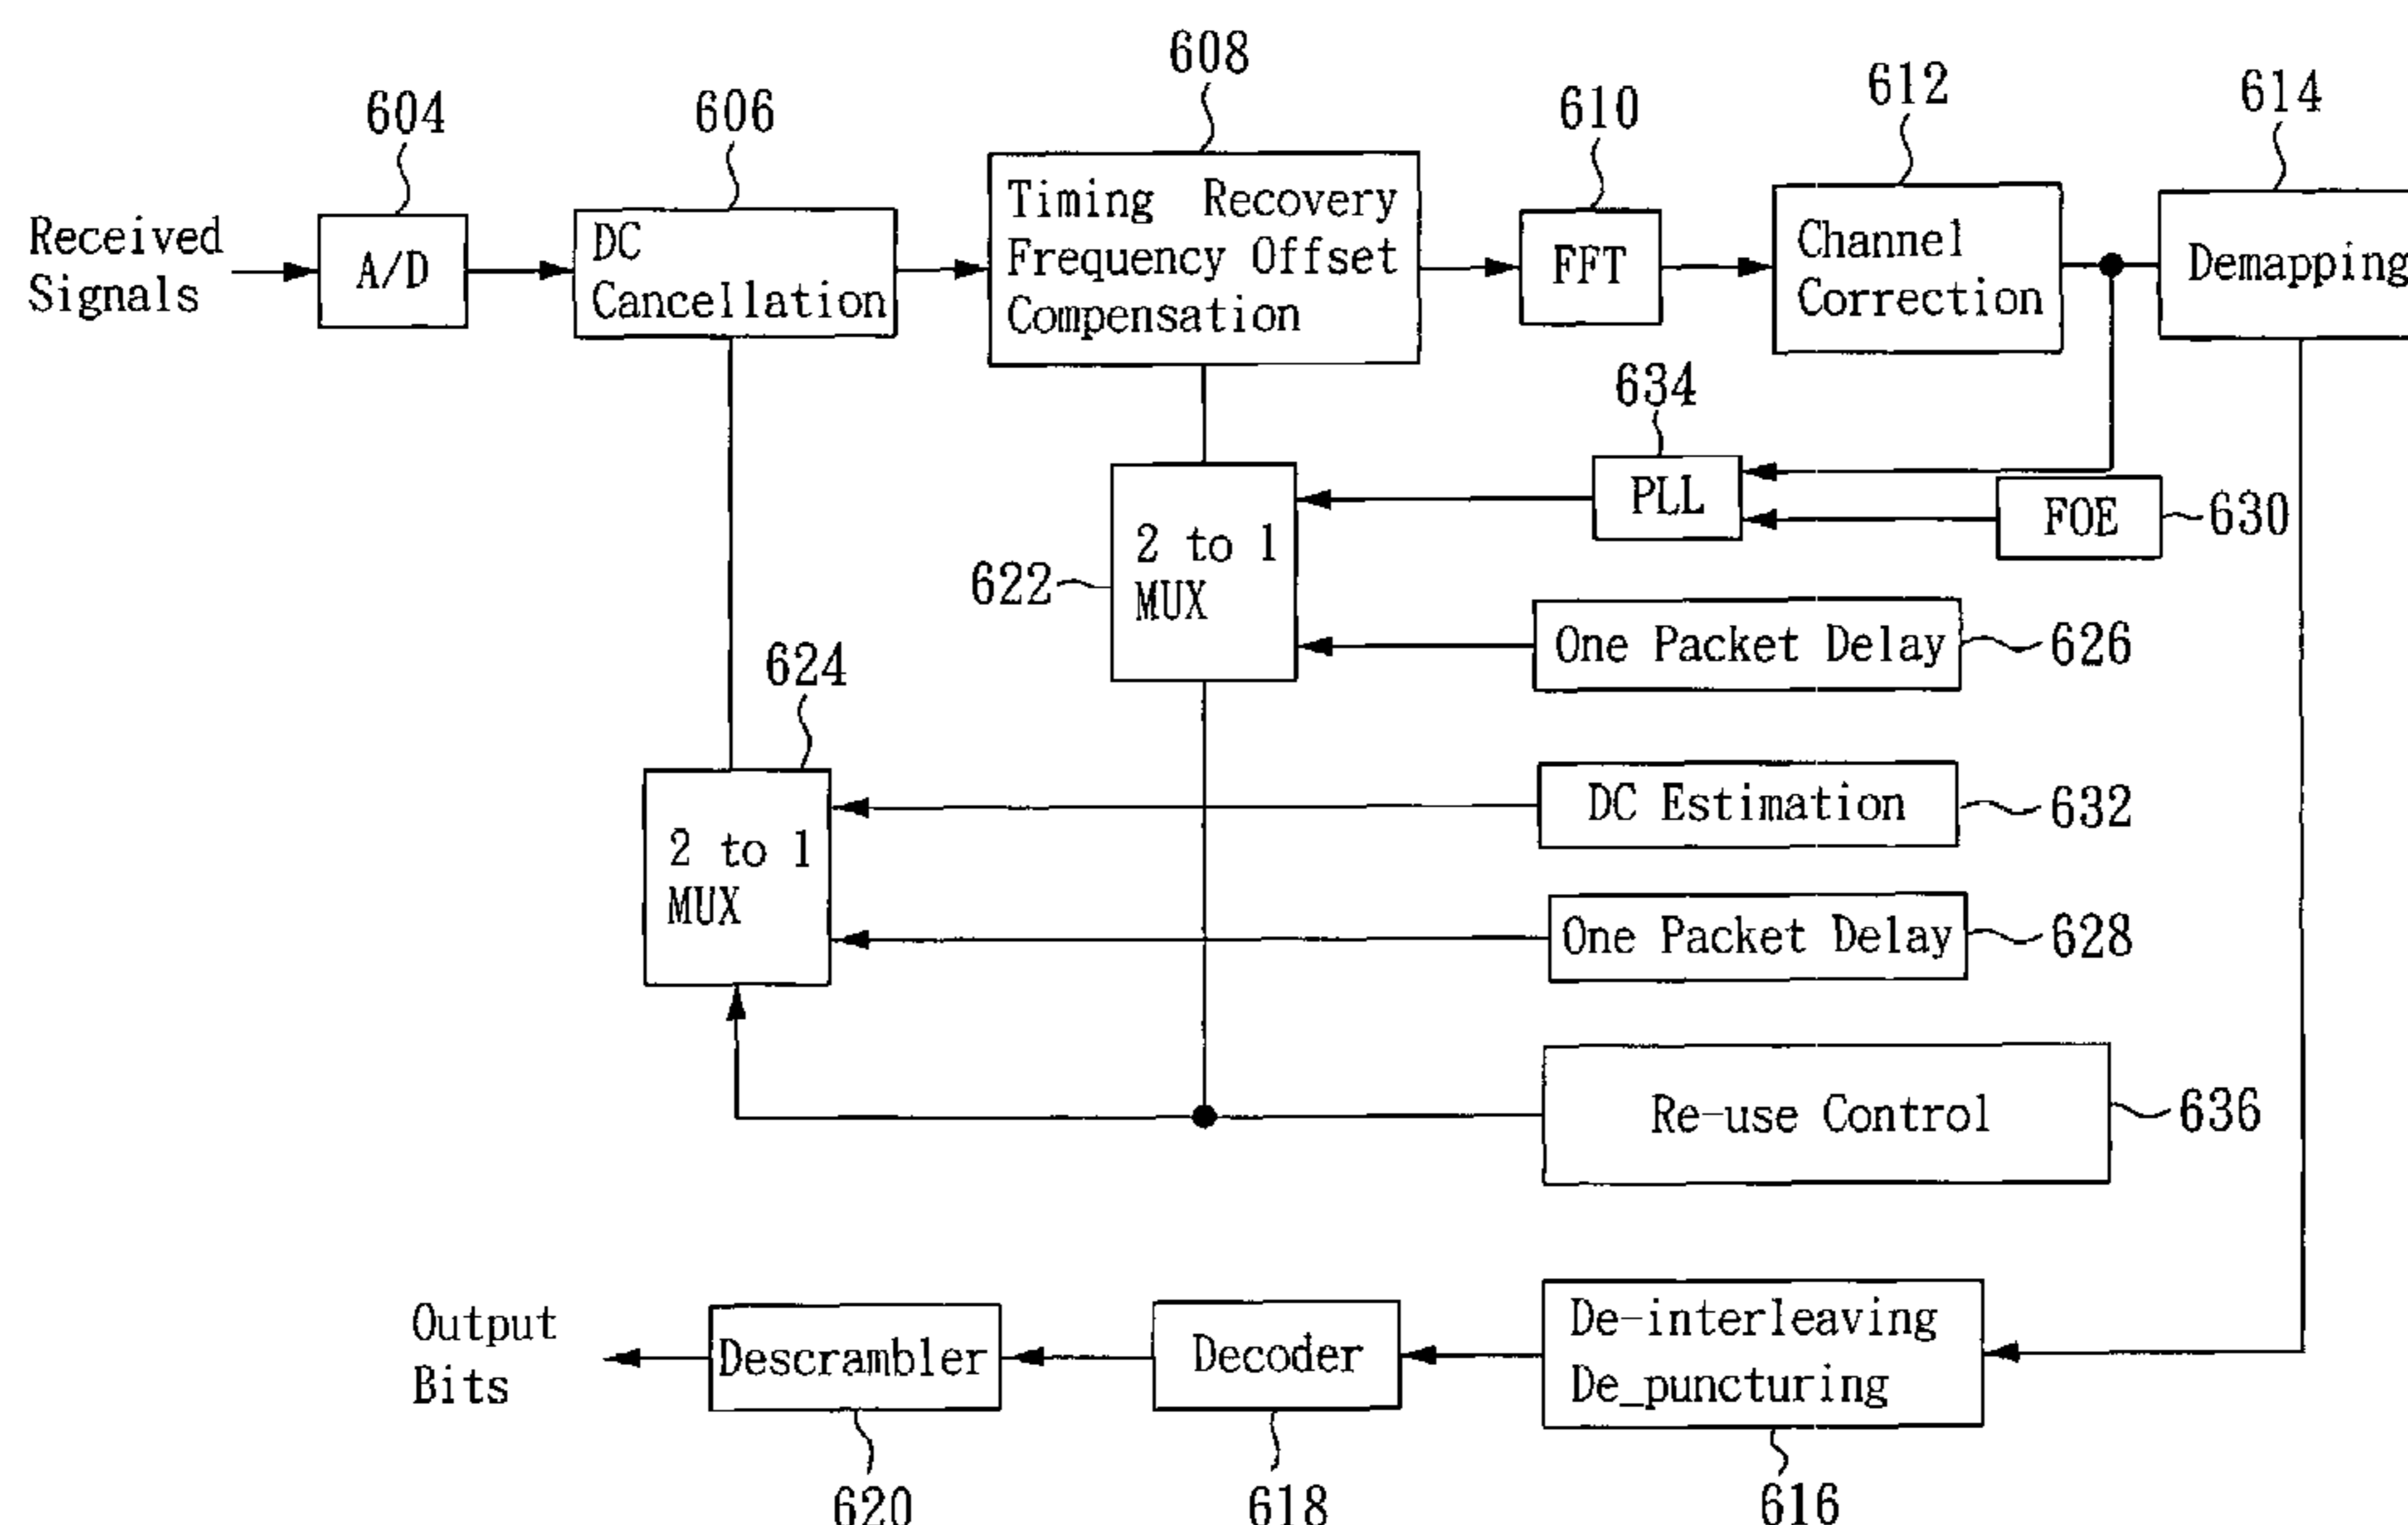 608
604
606
610
612
614
Received
Signals
A/D
DC
Cancellation
Timing Recovery
Frequency Offset
Compensation
FFT
Channel
Correction
Demapping
634
PLL
FOE
630
622
2 to 1
MUX
One Packet Delay
626
624
DC Estimation
632
2 to 1
MUX
One Packet Delay
628
Re-use Control
636
Output
Bits
Descrambler
Decoder
De-interleaving
De_puncturing
620
618
616